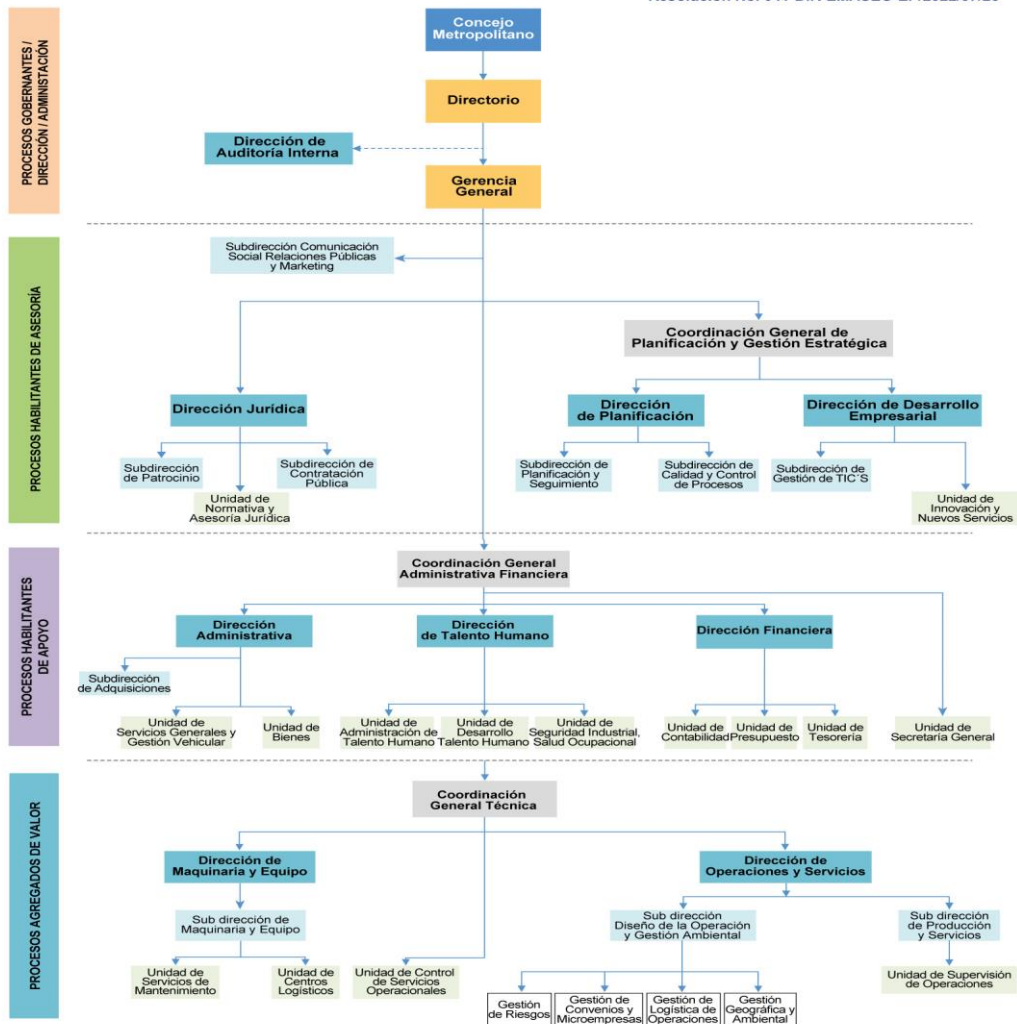 PROCESOS GOBERNANTES /
DIRECCIÓN / ADMINISTACIÓN
Concejo
Metropolitano
Directorio
Dirección de
Auditoría Interna
Gerencia
General
PROCESOS HABILITANTES DE ASESORÍA
Subdirección Comunicación
Social Relaciones Públicas
y Marketing
Coordinación General de
Planificación y Gestión Estratégica
Dirección Jurídica
Dirección
de Planificación
Dirección de Desarrollo
Empresarial
Subdirección
de Patrocinio
Unidad de
Normativa y
Asesoría Jurídica
Subdirección de
Contratación
Pública
Subdirección de
Planificación y
Seguimiento
Subdirección de
Calidad y Control
de Procesos
Subdirección de
Gestión de TIC´S
Unidad de
Innovación y
Nuevos Servicios
PROCESOS HABILITANTES
DE APOYO
Coordinación General
Administrativa Financiera
Dirección
Administrativa
Dirección
de Talento Humano
Dirección Financiera
Subdirección
de Adquisiciones
Unidad de
Servicios Generales y
Gestión Vehicular
Unidad de
Bienes
Unidad de
Administración de
Talento Humano
Unidad de
Desarrollo
Talento Humano
Unidad de
Seguridad Industrial,
Salud Ocupacional
Unidad de
Contabilidad
Unidad de
Presupuesto
Unidad de
Tesorería
Unidad de
Secretaría General
PROCESOS AGREGADOS DE VALOR
Coordinación
General Técnica
Dirección de
Maquinaria y Equipo
Dirección de
Operaciones y Servicios
Sub dirección de
Maquinaria y Equipo
Sub dirección
Diseño de la Operación
y Gestión Ambiental
Sub dirección
de Producción
y Servicios
Unidad de
Servicios de
Mantenimiento
Unidad de
Centros
Logísticos
Unidad de Control
de Servicios
Operacionales
Unidad de Supervisión
de Operaciones
Gestión
de Riesgos
Gestión de
Convenios y
Microempresas
Gestión de
Logística de
Operaciones
Gestión
Geográfica y
Ambiental